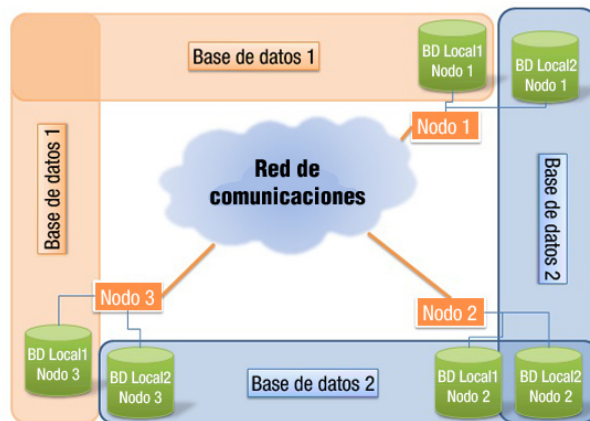 Base de datos 1
BD Local1
Nodo 1
BD Local2
Nodo 1
Nodo 1
Red de
comunicaciones
Base de datos 1
Base de datos 2
Nodo 3
Nodo 2
BD Local1
Nodo 3
BD Local2
Nodo 3
Base de datos 2
BD Local1
Nodo 2
BD Local2
Nodo 2